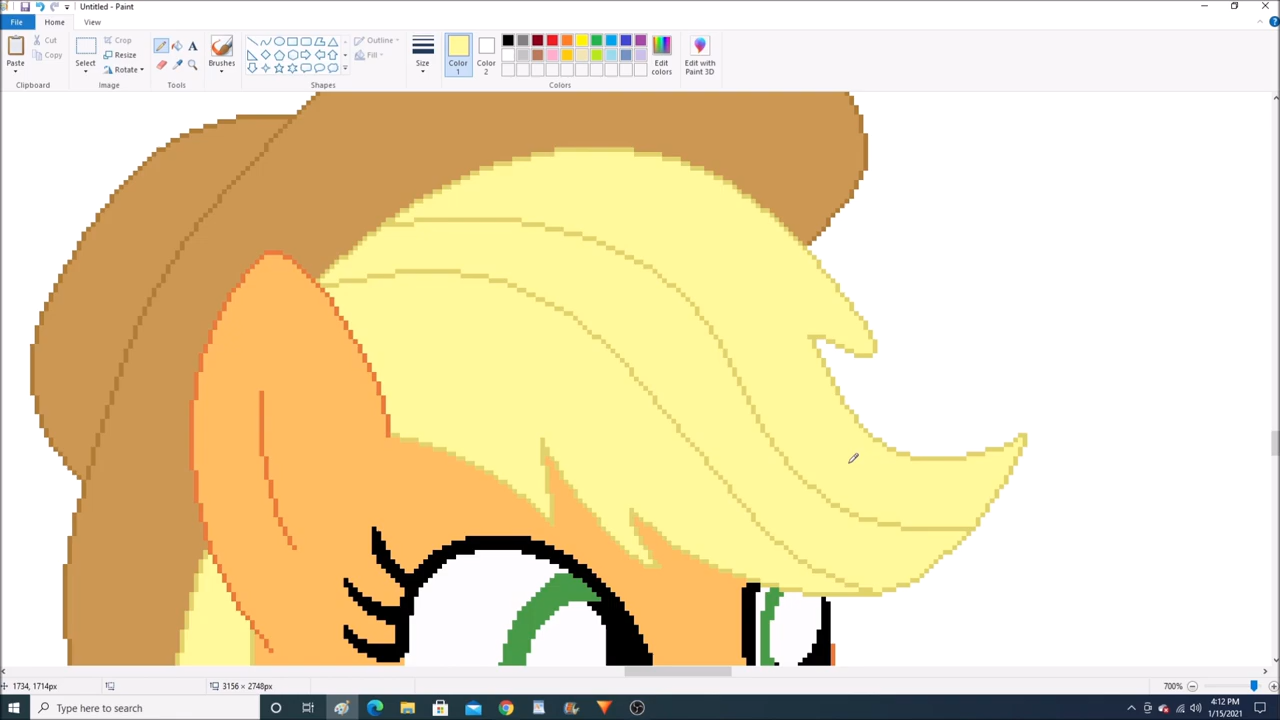 Untitled - Paint
File Home View
Cut
Copy
Paste
Crop
Resize
Rotate
Select
A
Brushes
Outline
Fill
Size
Color 1
Color 2
Edit colors
Edit with Paint 3D
Clipboard Image Tools Shapes Colors
1734, 1714px 3156 × 2748px 700%
Type here to search
4:12 PM
1/15/2021